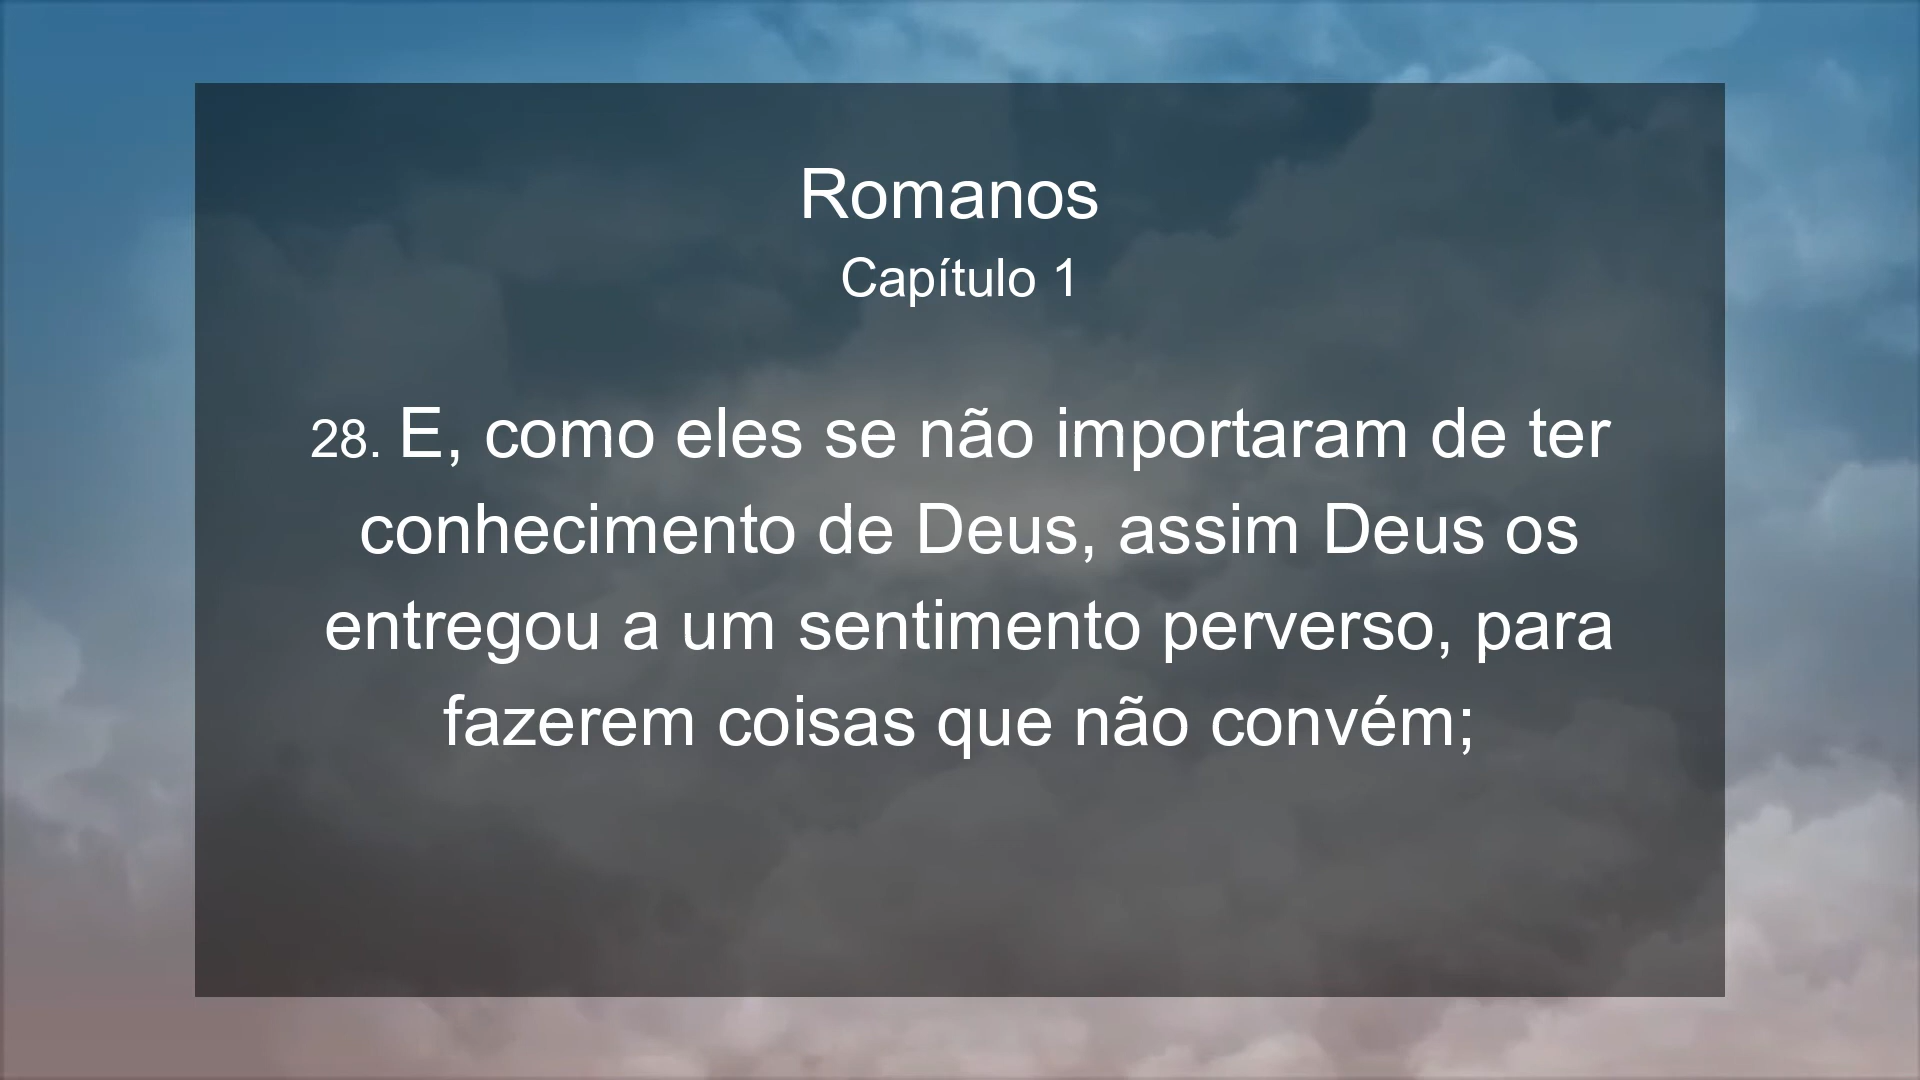 Romanos
Capítulo 1
28. E, como eles se não importaram de ter
conhecimento de Deus, assim Deus os
entregou a um sentimento perverso, para
fazerem coisas que não convém;